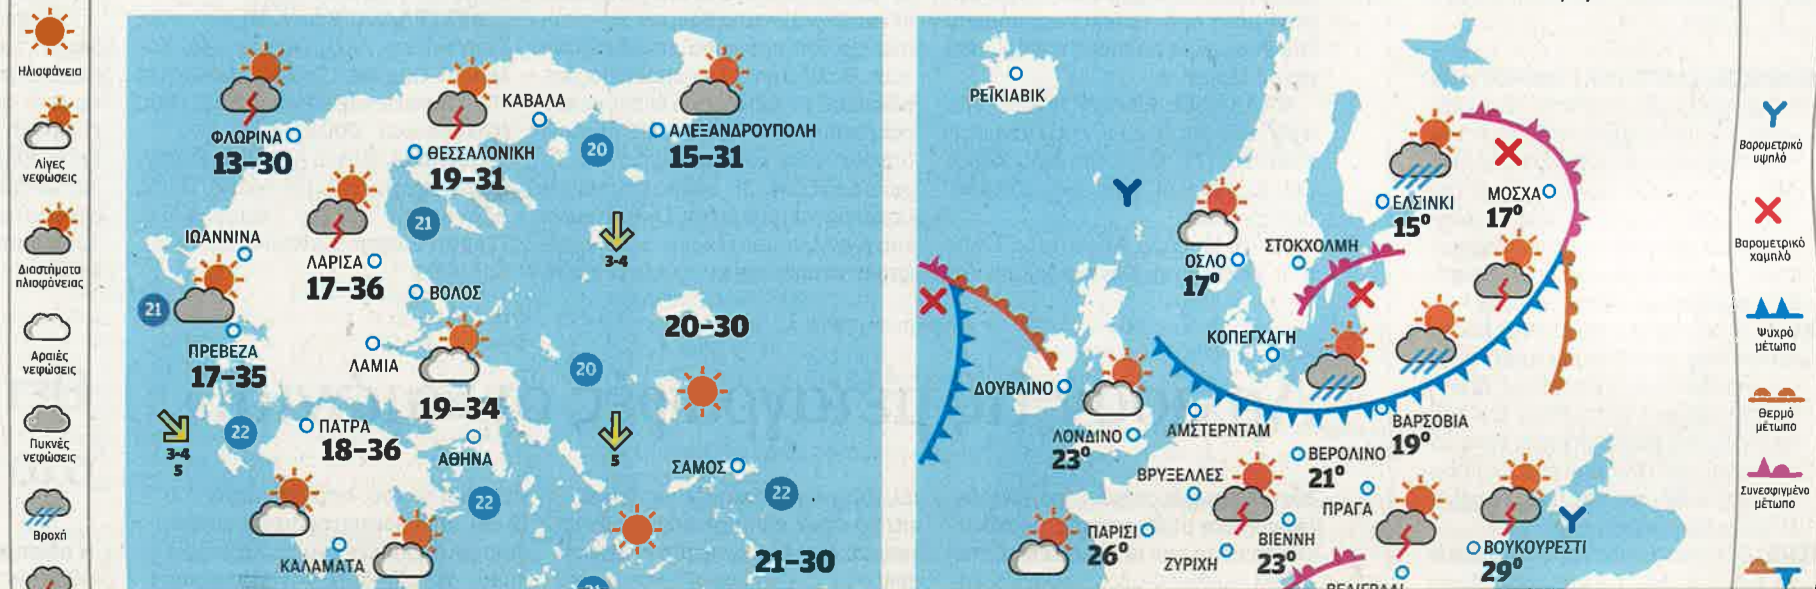 Ηλιοφάνεια
Λίγες
νεφώσεις
Διαστήματα
ηλιοφάνειας
Αραιές
νεφώσεις
Πυκνές
νεφώσεις
Βροχή
ΦΛΩΡΙΝΑ
13-30
ΘΕΣΣΑΛΟΝΙΚΗ
19-31
ΚΑΒΑΛΑ
20
ΑΛΕΞΑΝΔΡΟΥΠΟΛΗ
15-31
21
3-4
ΙΩΑΝΝΙΝΑ
ΛΑΡΙΣΑ
17-36
ΒΟΛΟΣ
21
ΠΡΕΒΕΖΑ
17-35
ΛΑΜΙΑ
20-30
20
19-34
3-4
5
22
ΠΑΤΡΑ
18-36
ΑΘΗΝΑ
5
ΣΑΜΟΣ
22
22
ΚΑΛΑΜΑΤΑ
21-30
21
ΡΕΪΚΙΑΒΙΚ
ΕΛΣΙΝΚΙ
15°
ΜΟΣΧΑ
17°
ΟΣΛΟ
17°
ΣΤΟΚΧΟΛΜΗ
ΚΟΠΕΓΧΑΓΗ
ΔΟΥΒΛΙΝΟ
ΛΟΝΔΙΝΟ
23°
ΑΜΣΤΕΡΝΤΑΜ
ΒΑΡΣΟΒΙΑ
19°
ΒΕΡΟΛΙΝΟ
21°
ΒΡΥΞΕΛΛΕΣ
ΠΡΑΓΑ
ΠΑΡΙΣΙ
26°
ΖΥΡΙΧΗ
ΒΙΕΝΝΗ
23°
ΒΟΥΚΟΥΡΕΣΤΙ
29°
Βαρομετρικό
υψηλό
Βαρομετρικό
χαμηλό
Ψυχρό
μέτωπο
Θερμό
μέτωπο
Συνεσφιγμένο
μέτωπο